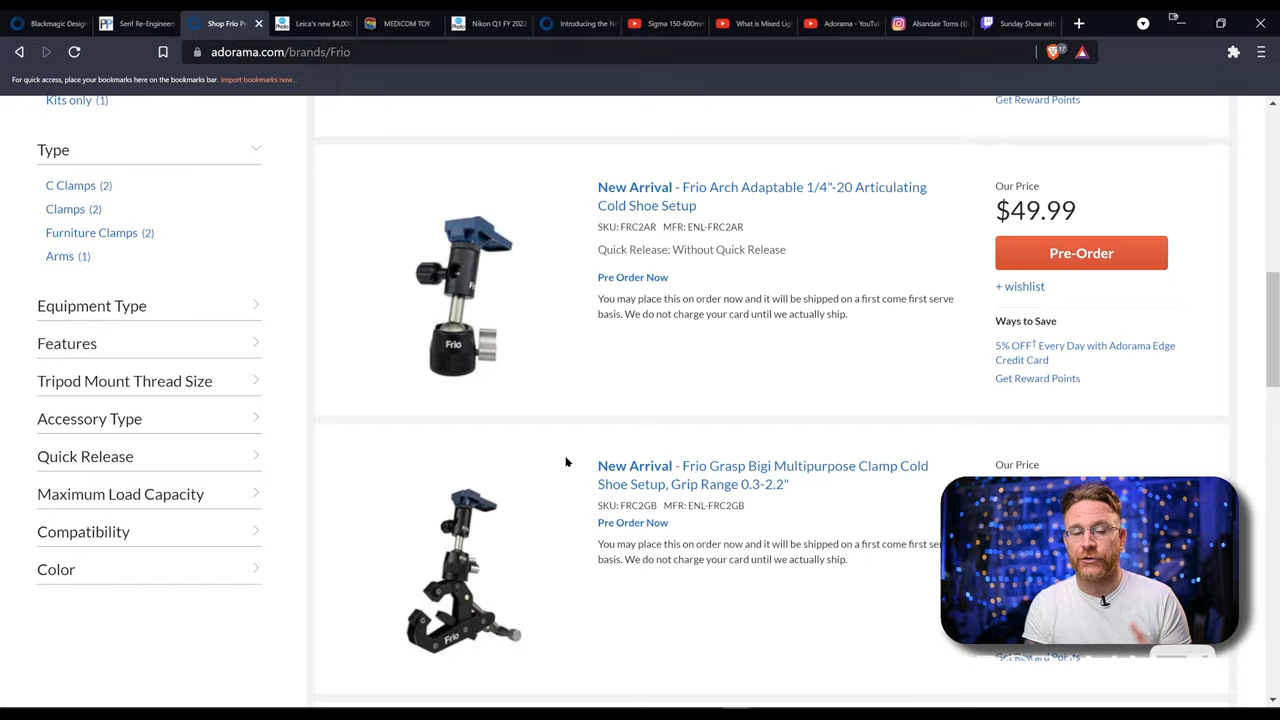 Blackmagic Design
Serif Re-Engineer
Shop Frio Pr
Leica's new $4,000
MEDICOM TOY
Nikon Q1 FY 2022
Introducing the N
Sigma 150-600mm
What is Mixed Lig
Adorama - YouTu
Alsandair Torns (@
Sunday Show with
adorama.com/brands/Frio
17
For quick access, place your bookmarks here on the bookmarks bar. Import bookmarks now...
Kits only (1)
Get Reward Points
Type
C Clamps (2)
Clamps (2)
Furniture Clamps (2)
Arms (1)
Equipment Type
Features
Tripod Mount Thread Size
Accessory Type
Quick Release
Maximum Load Capacity
Compatibility
Color
New Arrival - Frio Arch Adaptable 1/4"-20 Articulating
Cold Shoe Setup
SKU: FRC2AR MFR: ENL-FRC2AR
Quick Release: Without Quick Release
Pre Order Now
You may place this on order now and it will be shipped on a first come first serve
basis. We do not charge your card until we actually ship.
Our Price
$49.99
Pre-Order
+ wishlist
Ways to Save
5% OFF† Every Day with Adorama Edge
Credit Card
Get Reward Points
Frio
New Arrival - Frio Grasp Bigi Multipurpose Clamp Cold
Shoe Setup, Grip Range 0.3-2.2"
SKU: FRC2GB MFR: ENL-FRC2GB
Pre Order Now
You may place this on order now and it will be shipped on a first come first ser
basis. We do not charge your card until we actually ship.
Our Price
Frio
Get Reward Points